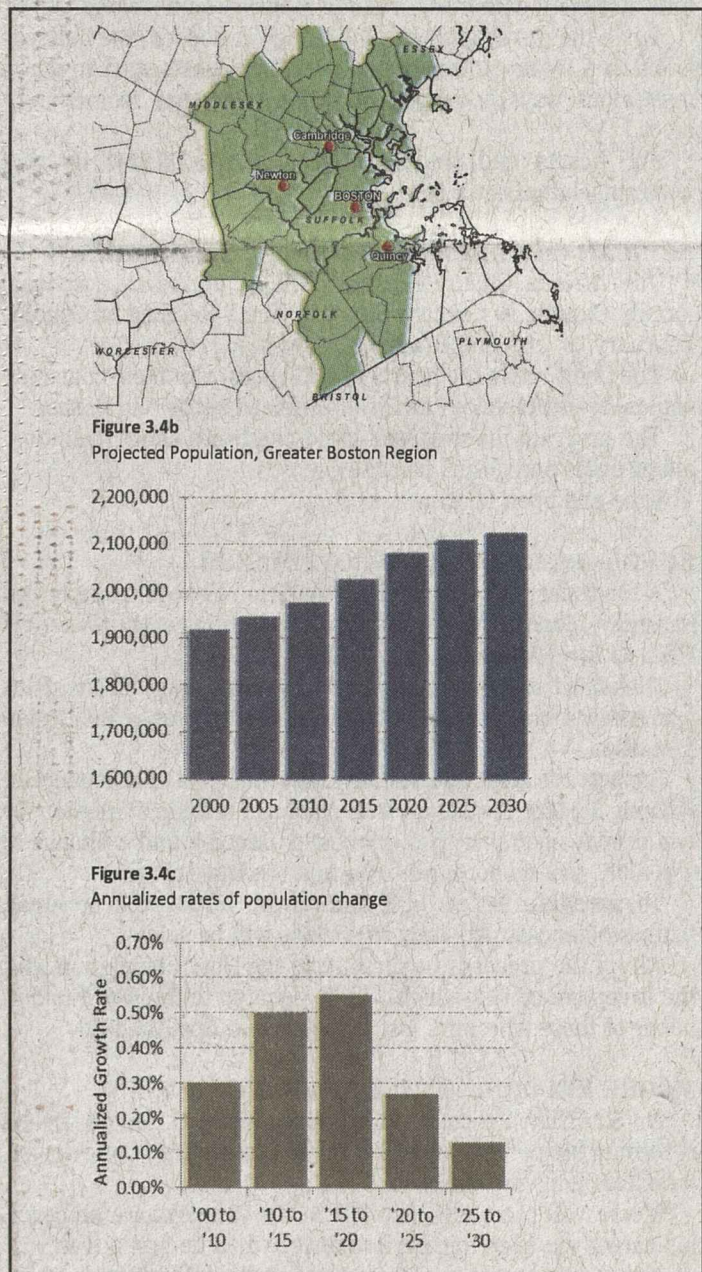 ESSEX
MIDDLESEX
Cambridge
Newton
BOSTON
SUFFOLK
Quincy
NORFOLK
WORCESTER
PLYMOUTH
BRISTOL
Figure 3.4b
Projected Population, Greater Boston Region
2,200,000
2,100,000
2,000,000
1,900,000
1,800,000
1,700,000
1,600,000
2000 2005 2010 2015 2020 2025 2030
Figure 3.4c
Annualized rates of population change
Annualized Growth Rate
0.70%
0.60%
0.50%
0.40%
0.30%
0.20%
0.10%
0.00%
'00 to '10 to '15 to '20 to '25 to
'10 '15 '20 '25 '30